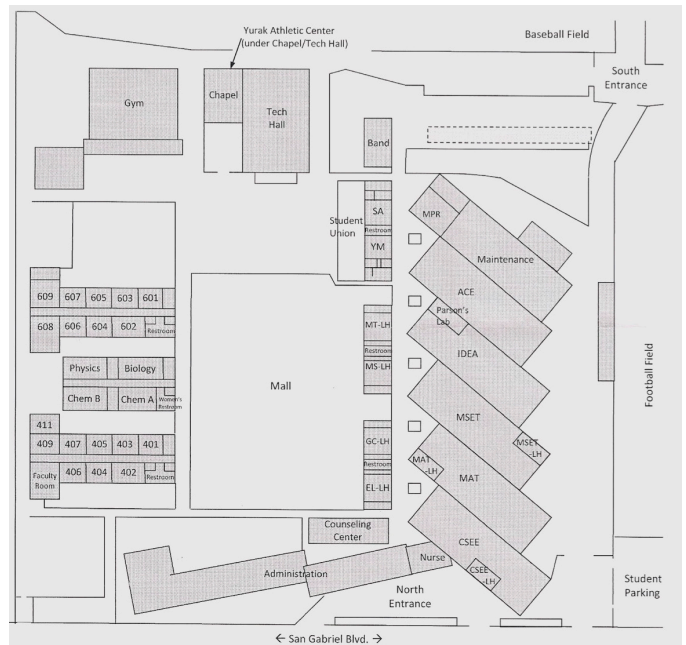 Yurak Athletic Center
(under Chapel/Tech Hall)
Baseball Field
South
Entrance
Gym
Chapel
Tech
Hall
Band
Student
Union
SA
Restroom
YM
MPR
Maintenance
ACE
Parson's
Lab
IDEA
609
607
605
603
601
608
606
604
602
Restroom
MT-LH
Restroom
MS-LH
Mall
Physics
Biology
Chem B
Chem A
Women's
Restroom
MSET
MSET
-LH
Football Field
411
409
407
405
403
401
Faculty
Room
406
404
402
Restroom
GC-LH
Restroom
EL-LH
MAT
-LH
MAT
CSEE
CSEE
-LH
Counseling
Center
Nurse
Administration
North
Entrance
Student
Parking
← San Gabriel Blvd. →